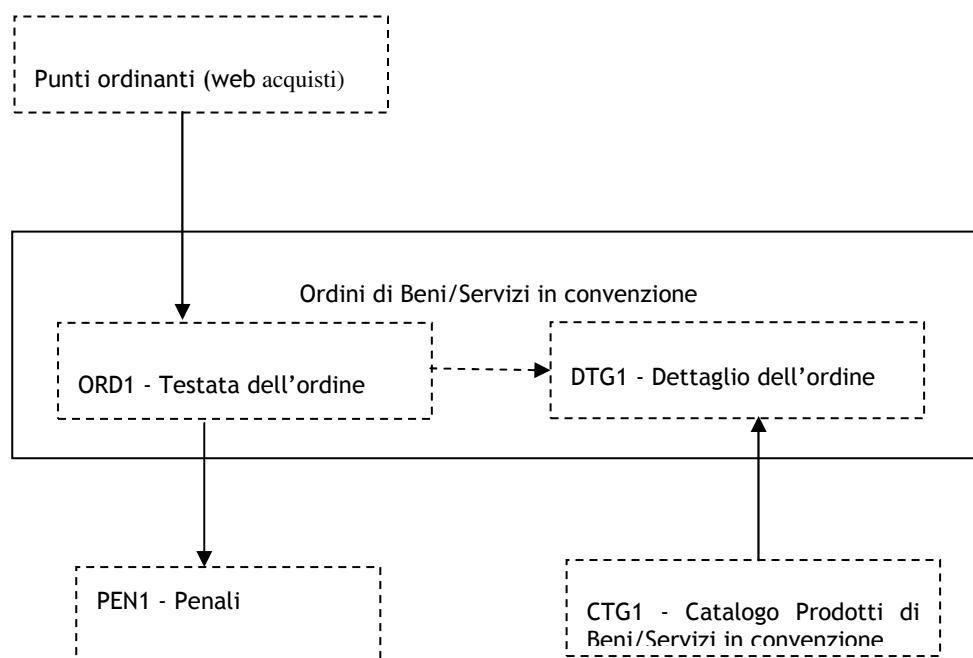 Punti ordinanti (web acquisti)
Ordini di Beni/Servizi in convenzione
ORD1 - Testata dell’ordine
DTG1 - Dettaglio dell’ordine
PEN1 - Penali
CTG1 - Catalogo Prodotti di
Beni/Servizi in convenzione